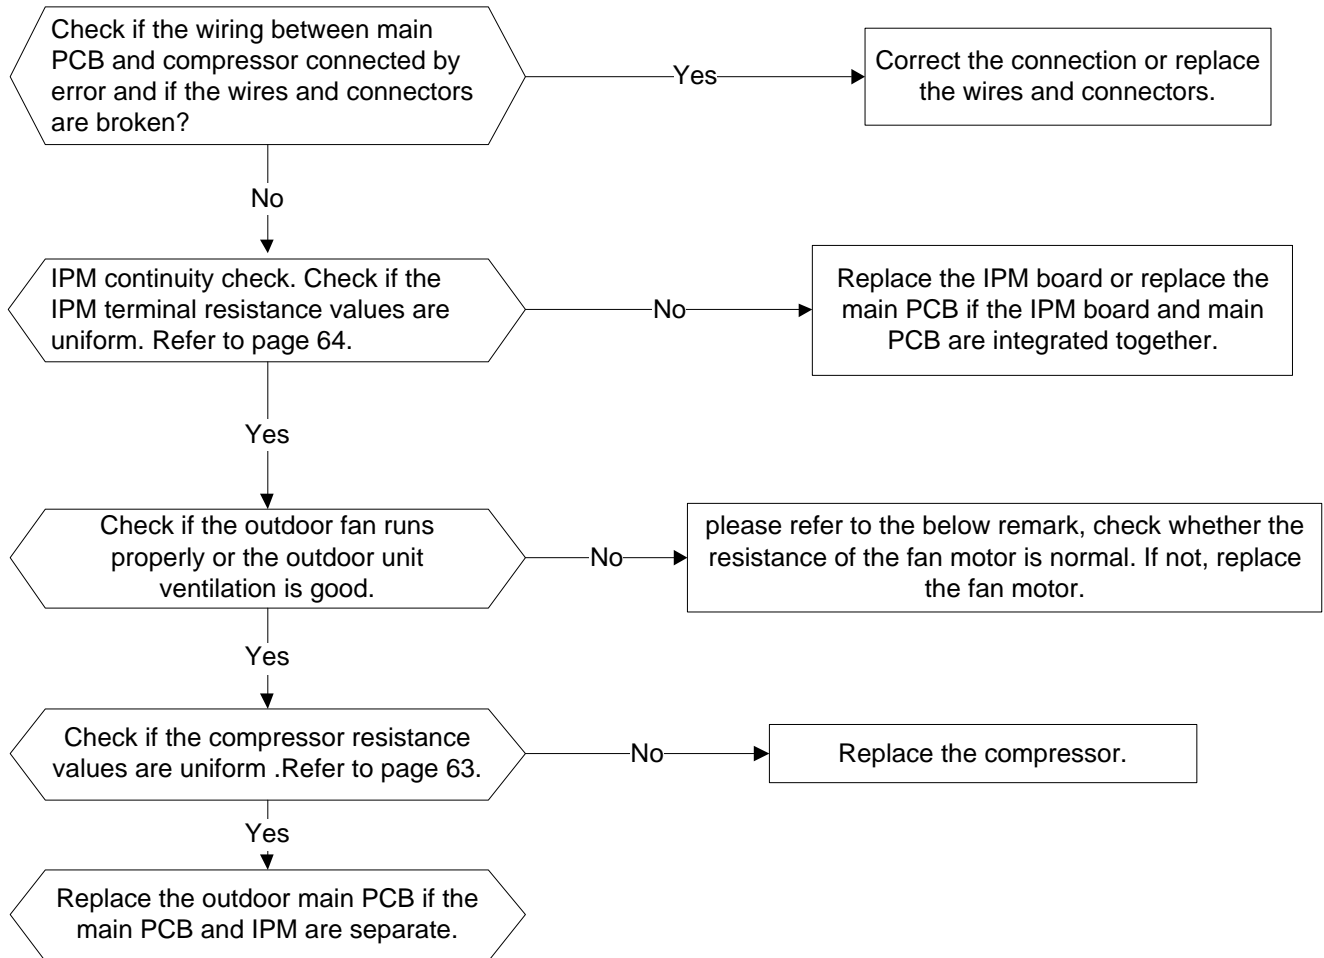 Check if the wiring between main
PCB and compressor connected by
error and if the wires and connectors
are broken?
Yes
Correct the connection or replace
the wires and connectors.
No
IPM continuity check. Check if the
IPM terminal resistance values are
uniform. Refer to page 64.
No
Replace the IPM board or replace the
main PCB if the IPM board and main
PCB are integrated together.
Yes
Check if the outdoor fan runs
properly or the outdoor unit
ventilation is good.
No
please refer to the below remark, check whether the
resistance of the fan motor is normal. If not, replace
the fan motor.
Yes
Check if the compressor resistance
values are uniform .Refer to page 63.
No
Replace the compressor.
Yes
Replace the outdoor main PCB if the
main PCB and IPM are separate.